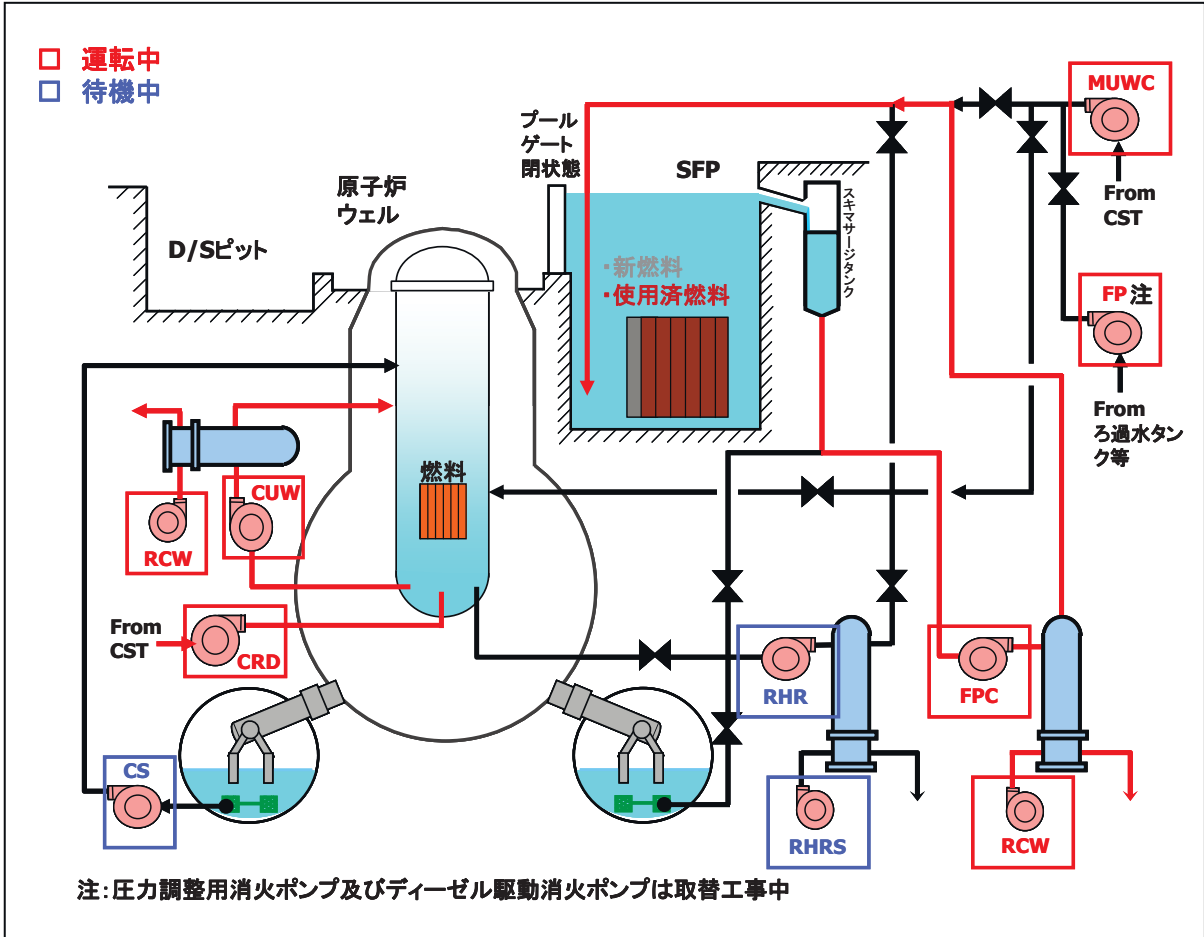 □ 運転中
□ 待機中
MUWC
From
CST
プール
ゲート
閉状態
SFP
スキマサージタンク
原子炉
ウェル
D/Sピット
・新燃料
・使用済燃料
FP 注
From
ろ過水タン
ク等
燃料
CUW
RCW
From
CST
CRD
RHR
FPC
CS
RHRS
RCW
注：圧力調整用消火ポンプ及びディーゼル駆動消火ポンプは取替工事中